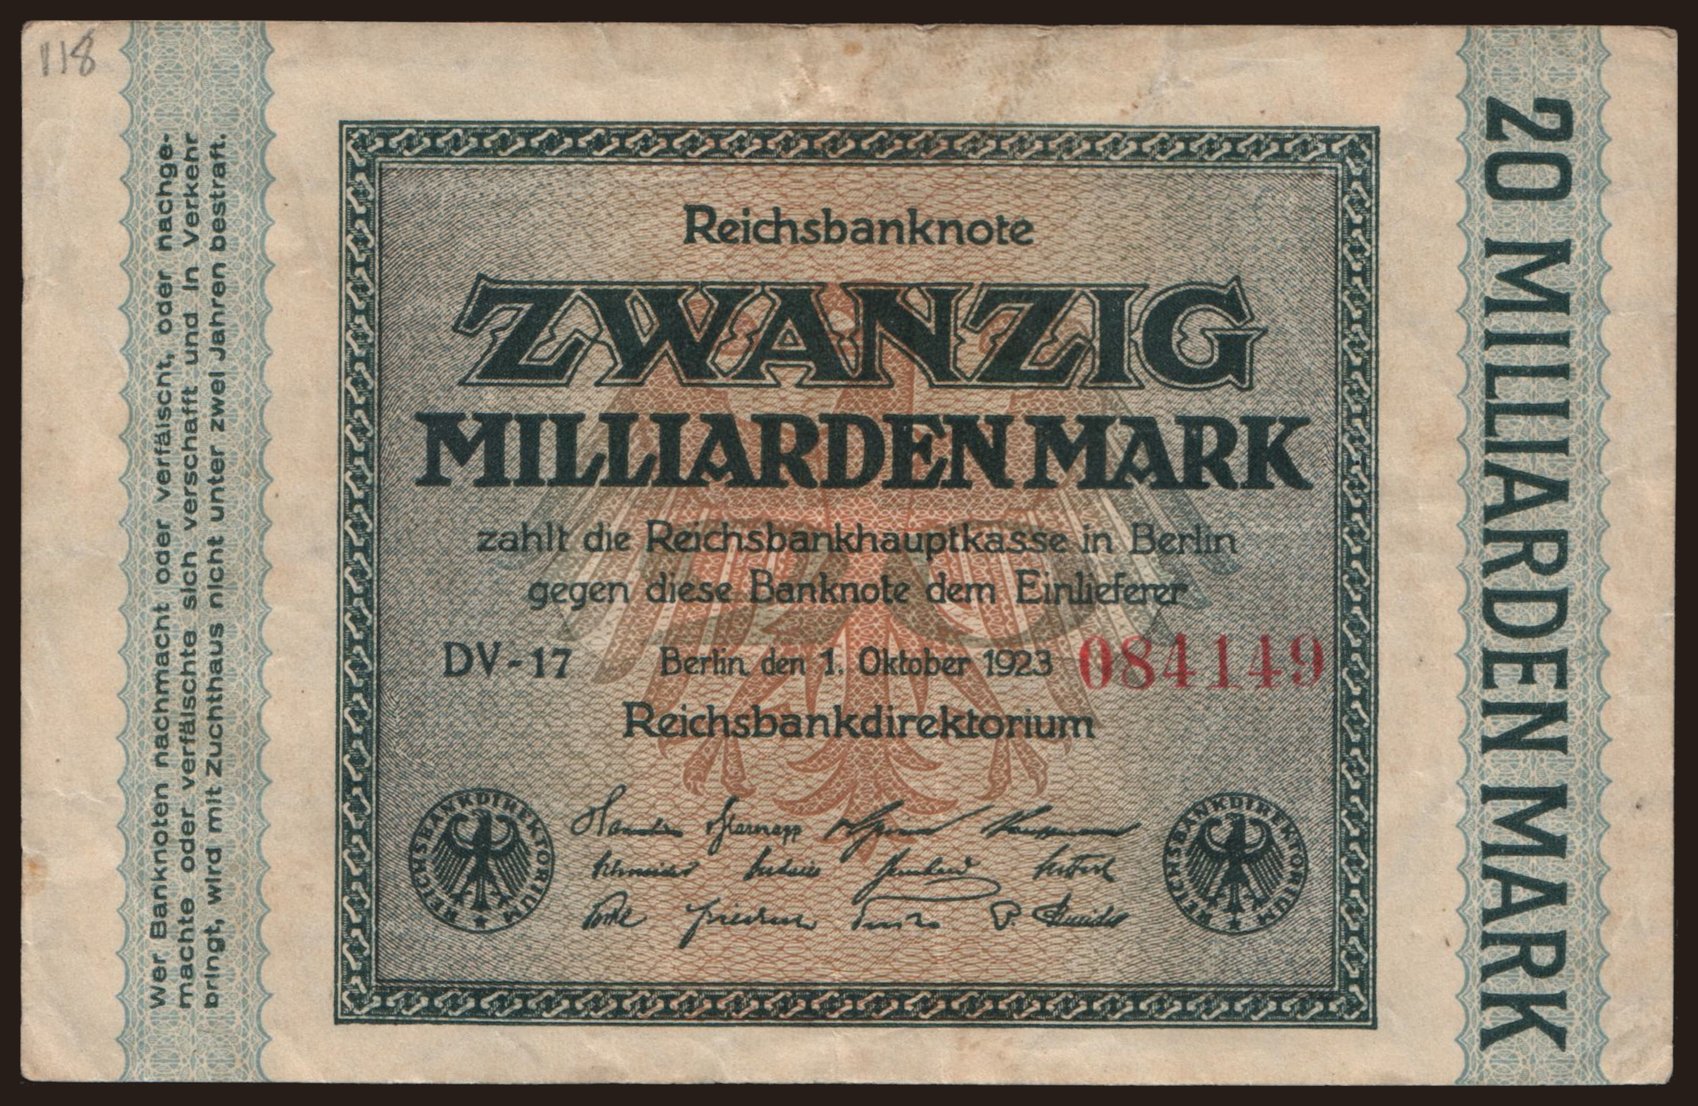 118
Wer Banknoten nachmacht oder verfälscht, oder nachge-
machte oder verfälschte sich verschafft und in Verkehr
bringt, wird mit Zuchthaus nicht unter zwei Jahren bestraft.
Reichsbanknote
ZWANZIG
MILLIARDEN MARK
zahlt die Reichsbankhauptkasse in Berlin
gegen diese Banknote dem Einlieferer
DV-17 Berlin, den 1. Oktober 1923 084149
Reichsbankdirektorium
REICHSBANKDIREKTORIUM
REICHSBANKDIREKTORIUM
20 MILLIARDEN MARK